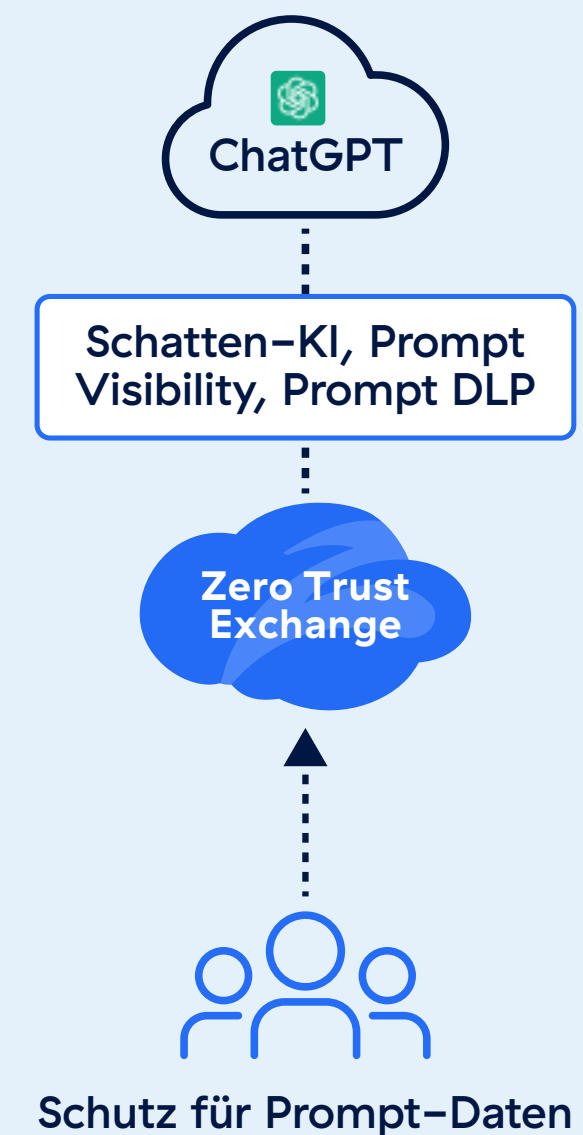 ChatGPT
Schatten-KI, Prompt
Visibility, Prompt DLP
Zero Trust
Exchange
Schutz für Prompt-Daten